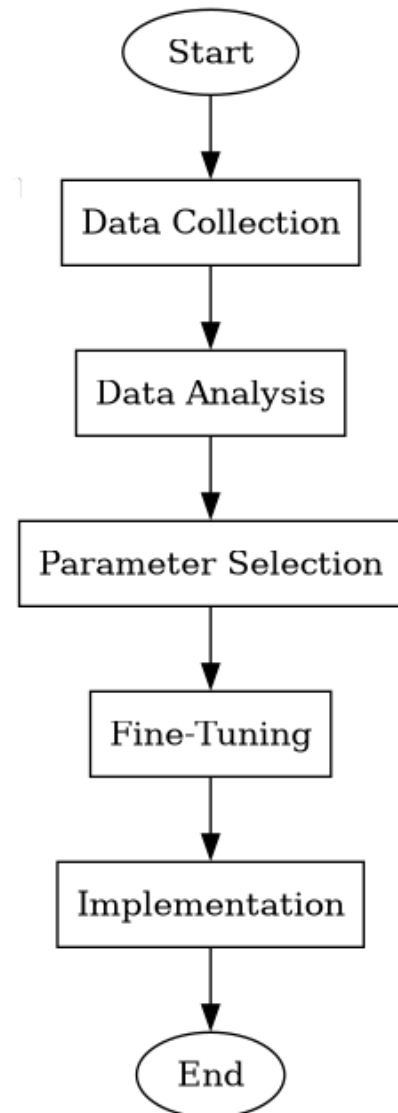 Start
Data Collection
Data Analysis
Parameter Selection
Fine-Tuning
Implementation
End